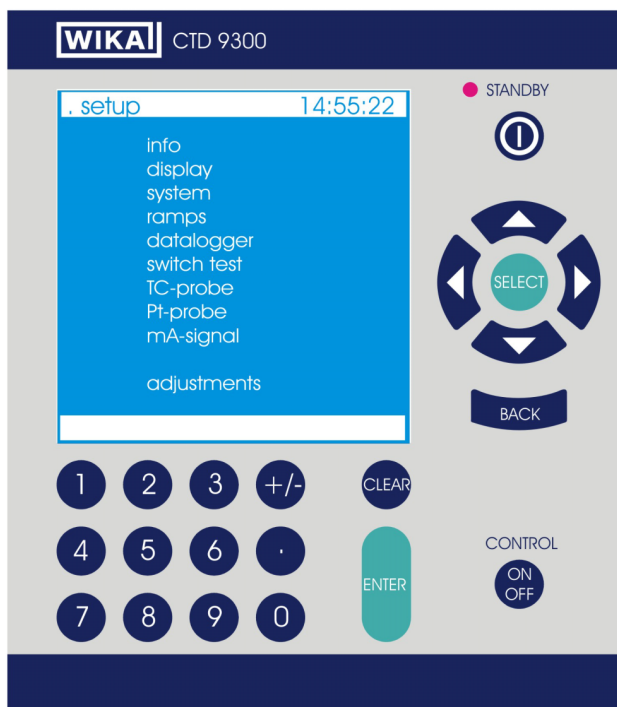 WIKAI CTD 9300
. setup 14:55:22
info
display
system
ramps
datalogger
switch test
TC-probe
Pt-probe
mA-signal
adjustments
STANDBY
SELECT
BACK
1 2 3 +/- CLEAR
4 5 6 .
7 8 9 0
ENTER
CONTROL
ON
OFF